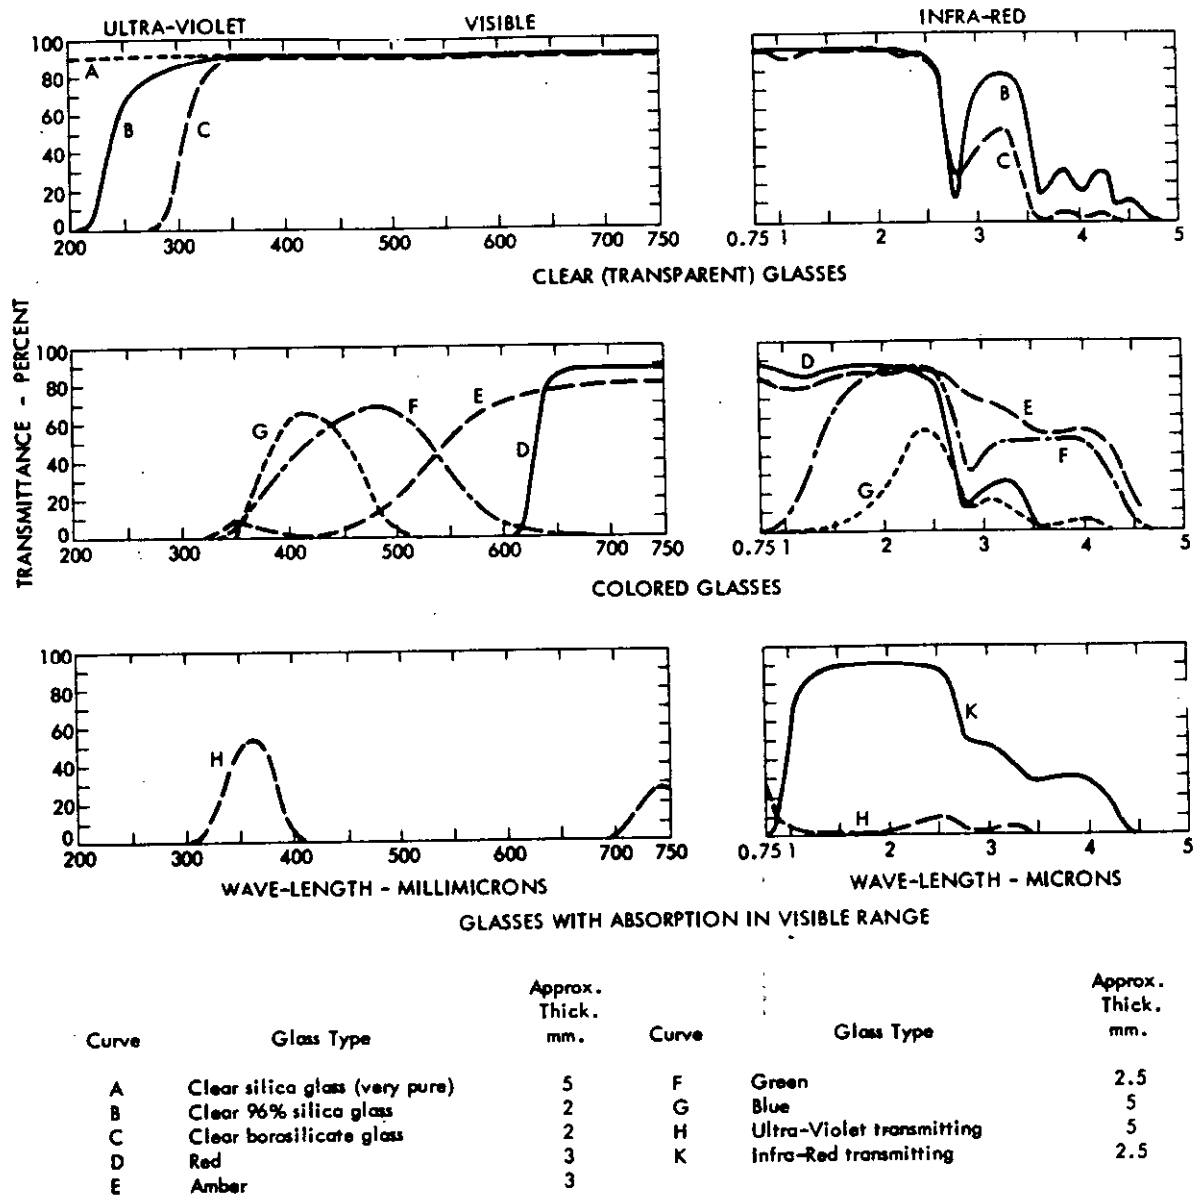 ULTRA-VIOLET VISIBLE INFRA-RED
100
80
60
40
20
0
A
B
C
B
C
200 300 400 500 600 700 750 0.75 1 2 3 4 5
CLEAR (TRANSPARENT) GLASSES
TRANSMITTANCE - PERCENT
100
80
60
40
20
0
G
F
E
D
D
E
F
G
200 300 400 500 600 750 0.75 1 2 3 4 5
COLORED GLASSES
100
80
60
40
20
0
H
K
H
200 300 400 500 600 700 750 0.75 1 2 3 4 5
WAVE-LENGTH - MILLIMICRONS WAVE-LENGTH - MICRONS
GLASSES WITH ABSORPTION IN VISIBLE RANGE
Curve Glass Type Approx. Thick. mm. Curve Glass Type Approx. Thick. mm.
A Clear silica glass (very pure) 5 F Green 2.5
B Clear 96% silica glass 2 G Blue 5
C Clear borosilicate glass 2 H Ultra-Violet transmitting 5
D Red 3 K Infra-Red transmitting 2.5
E Amber 3